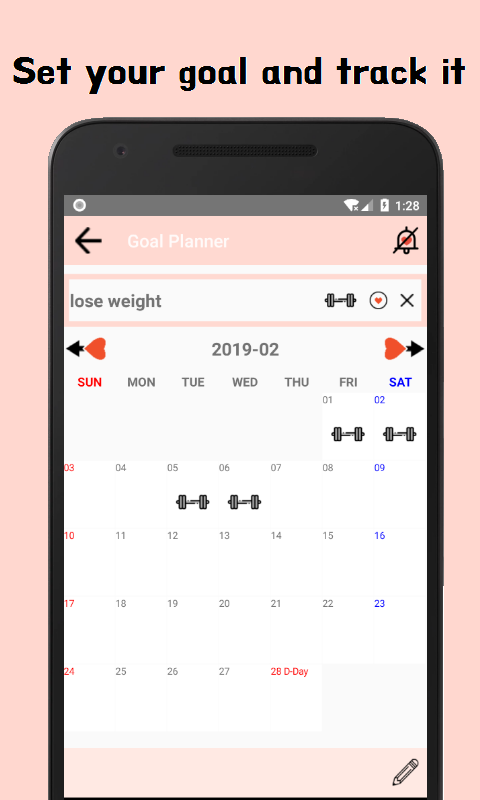 Set your goal and track it
1:28
Goal Planner
lose weight
2019-02
SUN MON TUE WED THU FRI SAT
01 02
03 04 05 06 07 08 09
10 11 12 13 14 15 16
17 18 19 20 21 22 23
24 25 26 27 28 D-Day